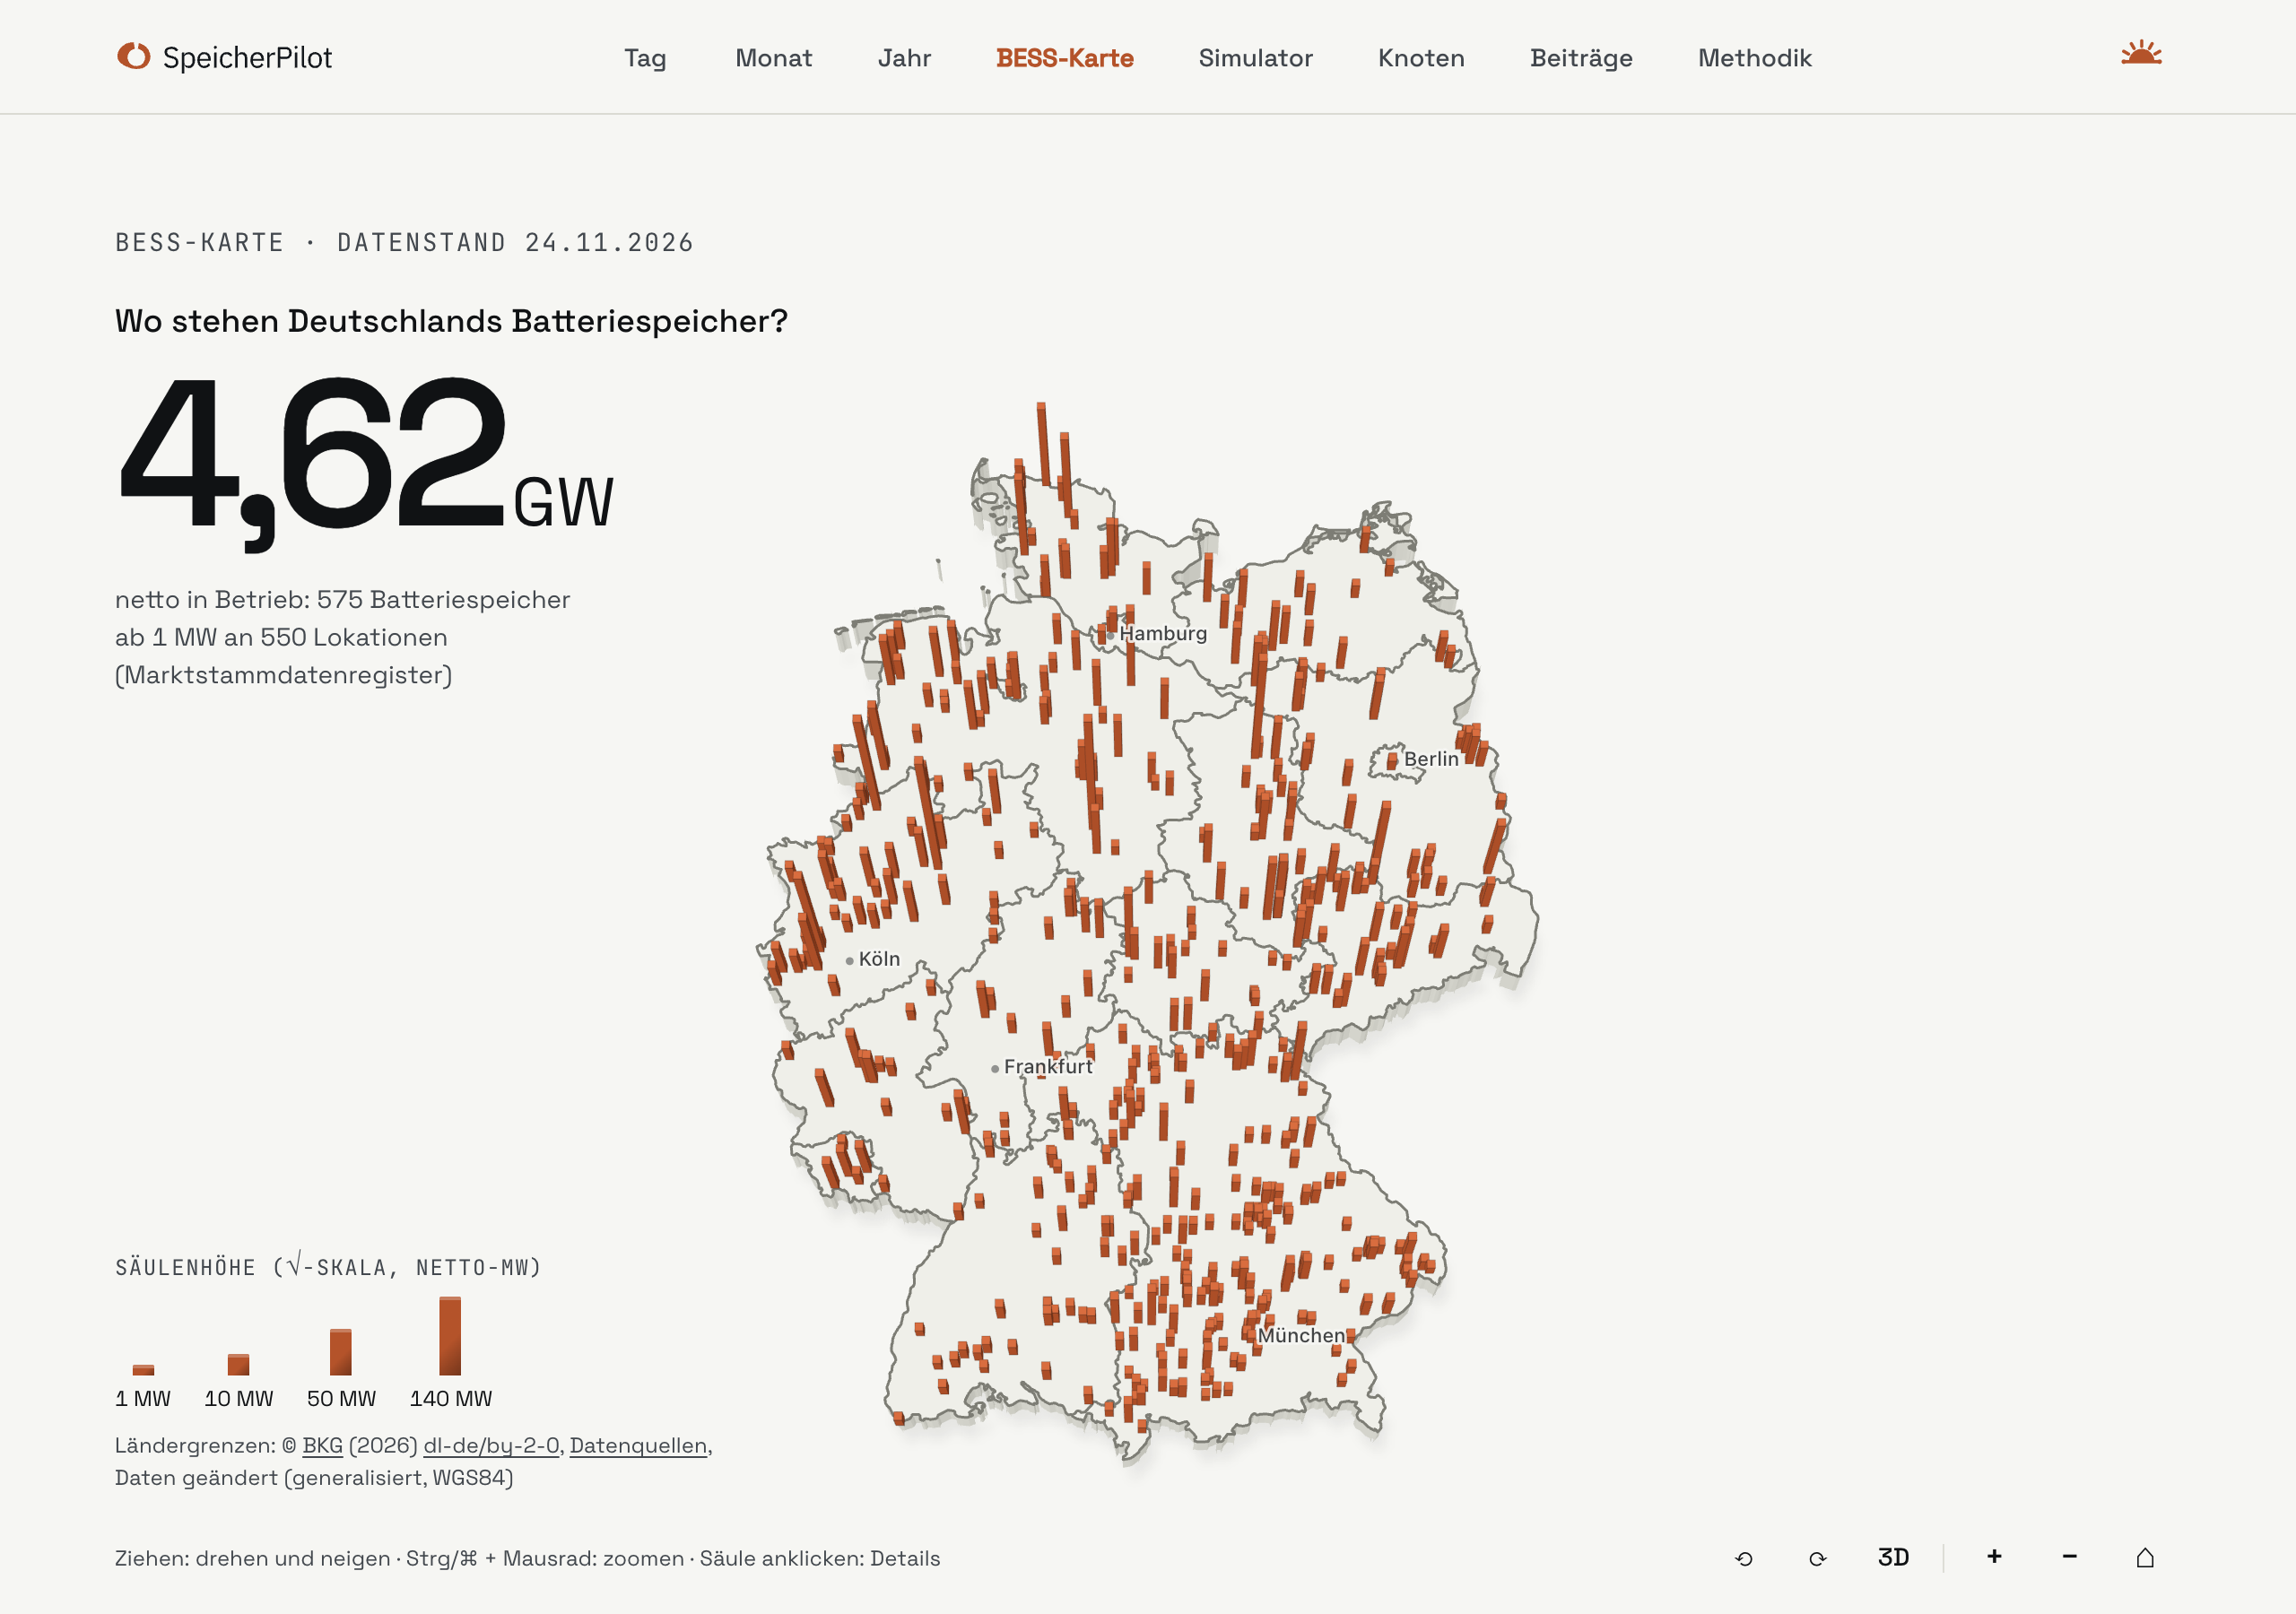 SpeicherPilot
Tag Monat Jahr BESS-Karte Simulator Knoten Beiträge Methodik
BESS-KARTE · DATENSTAND 24.11.2026
Wo stehen Deutschlands Batteriespeicher?
4,62 GW
netto in Betrieb: 575 Batteriespeicher
ab 1 MW an 550 Lokationen
(Marktstammdatenregister)
Hamburg
Berlin
Köln
Frankfurt
München
SÄULENHÖHE (√-SKALA, NETTO-MW)
1 MW 10 MW 50 MW 140 MW
Ländergrenzen: © BKG (2026) dl-de/by-2-0, Datenquellen,
Daten geändert (generalisiert, WGS84)
Ziehen: drehen und neigen · Strg/⌘ + Mausrad: zoomen · Säule anklicken: Details
⟲ ⟳ 3D + − ⌂